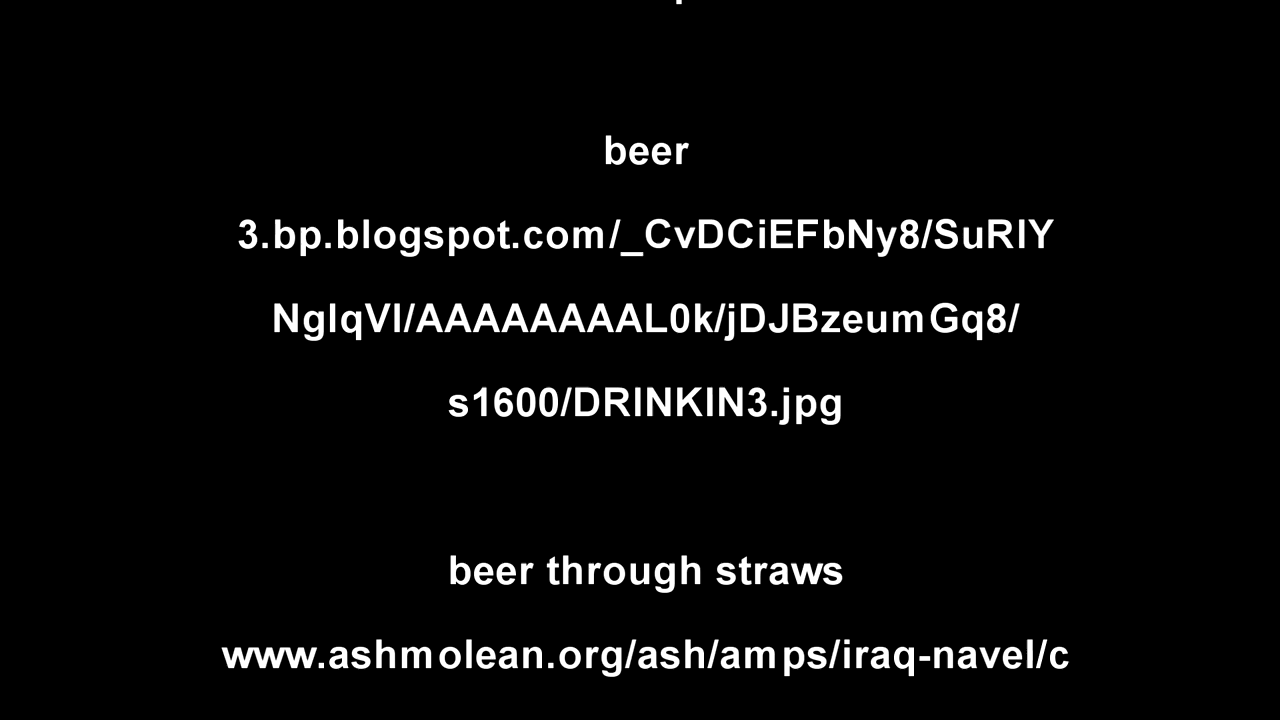 beer
3.bp.blogspot.com/_CvDCiEFbNy8/SuRlY
NglqVI/AAAAAAAAL0k/jDJBzeumGq8/
s1600/DRINKIN3.jpg
beer through straws
www.ashmolean.org/ash/amps/iraq-navel/c